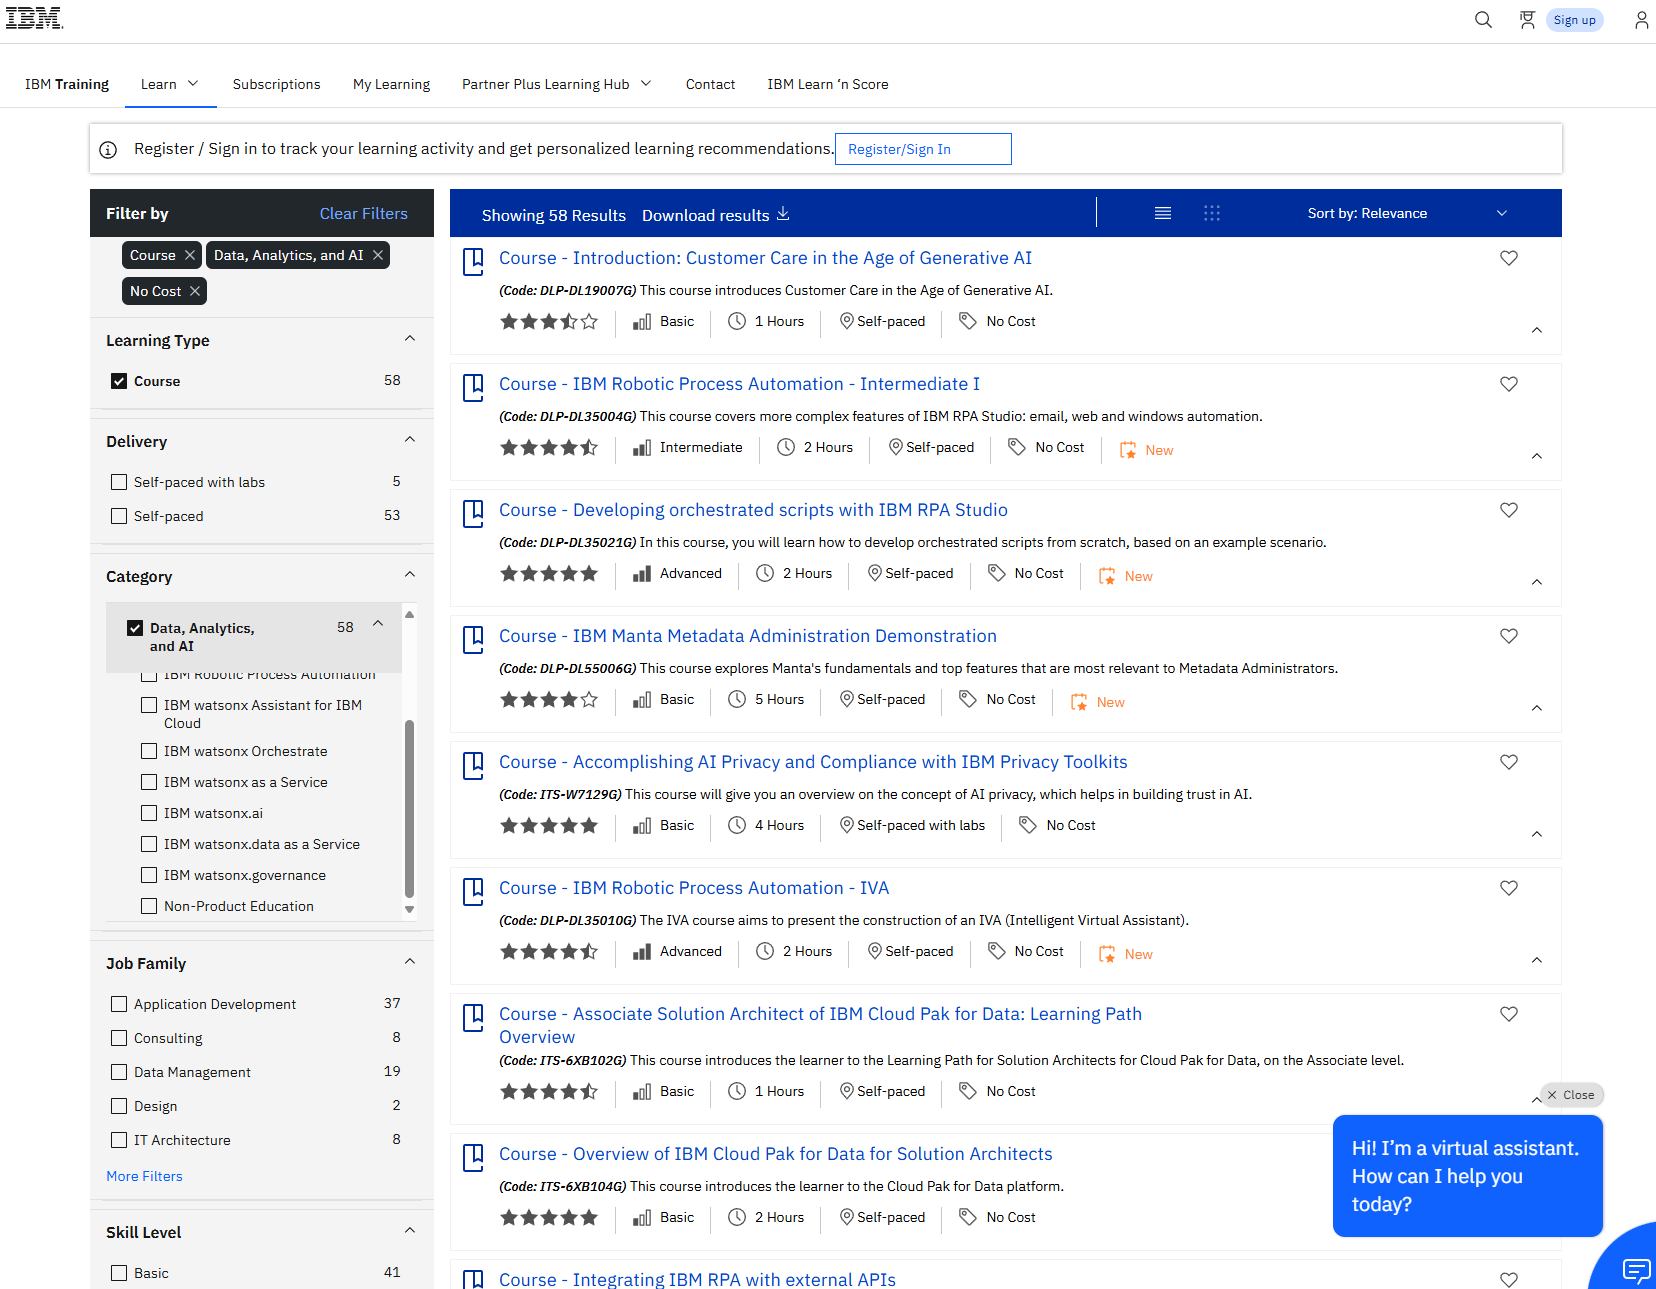 IBM
Sign up
IBM Training
Learn
Subscriptions
My Learning
Partner Plus Learning Hub
Contact
IBM Learn ‘n Score
Register / Sign in to track your learning activity and get personalized learning recommendations.
Register/Sign In
Filter by
Clear Filters
Course
Data, Analytics, and AI
No Cost
Learning Type
Course 58
Delivery
Self-paced with labs 5
Self-paced 53
Category
Data, Analytics, 58
and AI
IBM Robotic Process Automation
IBM watsonx Assistant for IBM
Cloud
IBM watsonx Orchestrate
IBM watsonx as a Service
IBM watsonx.ai
IBM watsonx.data as a Service
IBM watsonx.governance
Non-Product Education
Job Family
Application Development 37
Consulting 8
Data Management 19
Design 2
IT Architecture 8
More Filters
Skill Level
Basic 41
Showing 58 Results Download results
Sort by: Relevance
Course - Introduction: Customer Care in the Age of Generative AI
(Code: DLP-DL19007G) This course introduces Customer Care in the Age of Generative AI.
Basic 1 Hours Self-paced No Cost
Course - IBM Robotic Process Automation - Intermediate I
(Code: DLP-DL35004G) This course covers more complex features of IBM RPA Studio: email, web and windows automation.
Intermediate 2 Hours Self-paced No Cost New
Course - Developing orchestrated scripts with IBM RPA Studio
(Code: DLP-DL35021G) In this course, you will learn how to develop orchestrated scripts from scratch, based on an example scenario.
Advanced 2 Hours Self-paced No Cost New
Course - IBM Manta Metadata Administration Demonstration
(Code: DLP-DL55006G) This course explores Manta's fundamentals and top features that are most relevant to Metadata Administrators.
Basic 5 Hours Self-paced No Cost New
Course - Accomplishing AI Privacy and Compliance with IBM Privacy Toolkits
(Code: ITS-W7129G) This course will give you an overview on the concept of AI privacy, which helps in building trust in AI.
Basic 4 Hours Self-paced with labs No Cost
Course - IBM Robotic Process Automation - IVA
(Code: DLP-DL35010G) The IVA course aims to present the construction of an IVA (Intelligent Virtual Assistant).
Advanced 2 Hours Self-paced No Cost New
Course - Associate Solution Architect of IBM Cloud Pak for Data: Learning Path
Overview
(Code: ITS-6XB102G) This course introduces the learner to the Learning Path for Solution Architects for Cloud Pak for Data, on the Associate level.
Basic 1 Hours Self-paced No Cost
Course - Overview of IBM Cloud Pak for Data for Solution Architects
(Code: ITS-6XB104G) This course introduces the learner to the Cloud Pak for Data platform.
Basic 2 Hours Self-paced No Cost
Course - Integrating IBM RPA with external APIs
Close
Hi! I’m a virtual assistant.
How can I help you
today?